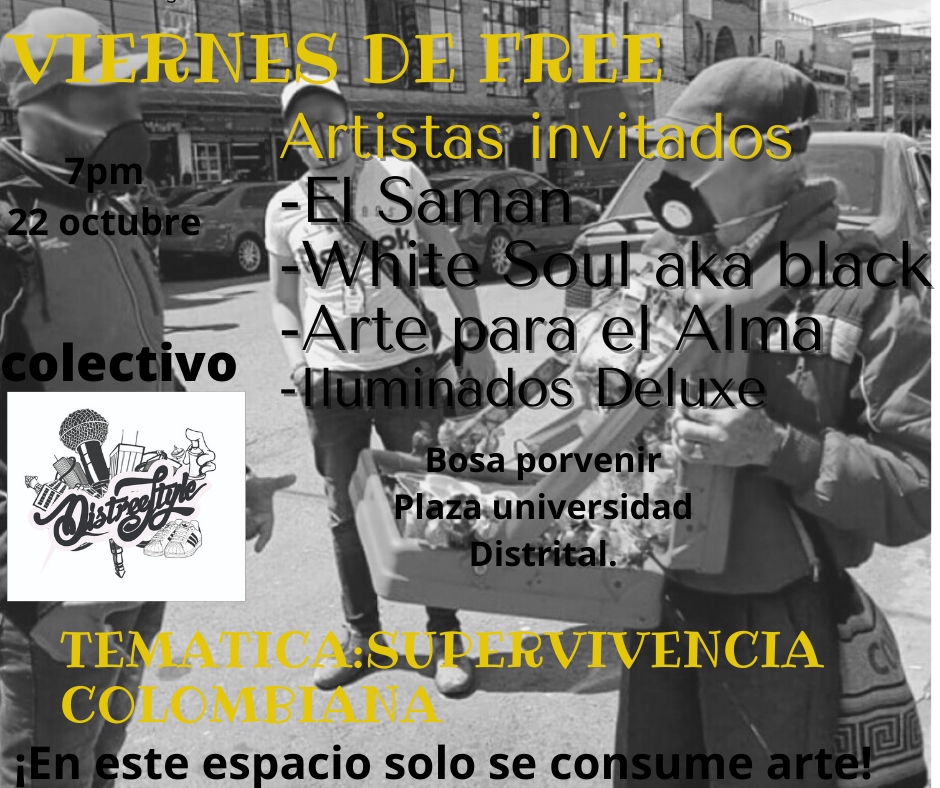 VIERNES DE FREE
Artistas invitados
7pm
22 octubre
-El Saman
-White Soul aka black
-Arte para el Alma
-Iluminados Deluxe
colectivo
DistreeStyle
Bosa porvenir
Plaza universidad
Distrital.
TEMATICA:SUPERVIVENCIA
COLOMBIANA
¡En este espacio solo se consume arte!